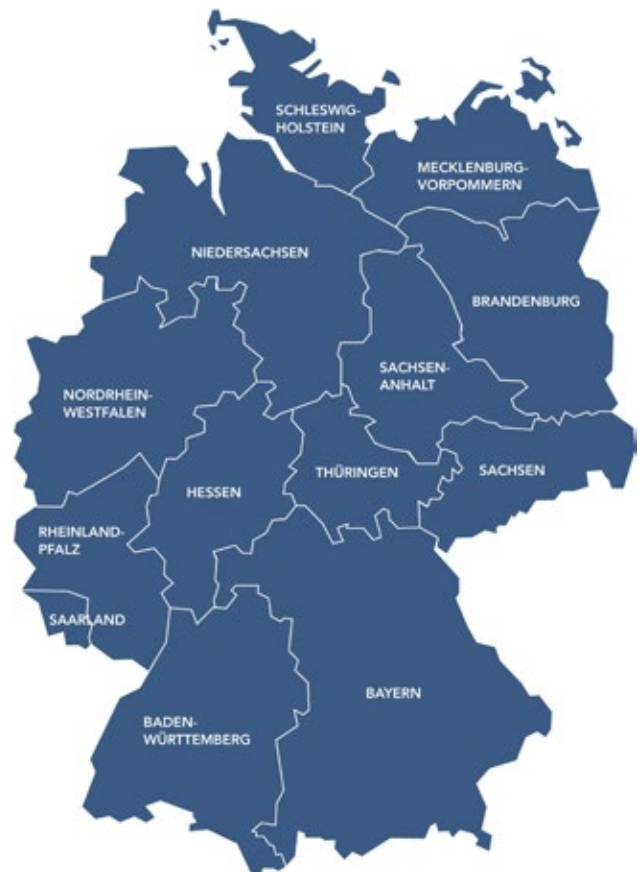 SCHLESWIG-
HOLSTEIN
MECKLENBURG-
VORPOMMERN
NIEDERSACHSEN
BRANDENBURG
SACHSEN-
ANHALT
NORDRHEIN-
WESTFALEN
THÜRINGEN
SACHSEN
HESSEN
RHEINLAND-
PFALZ
SAARLAND
BAYERN
BADEN-
WÜRTTEMBERG